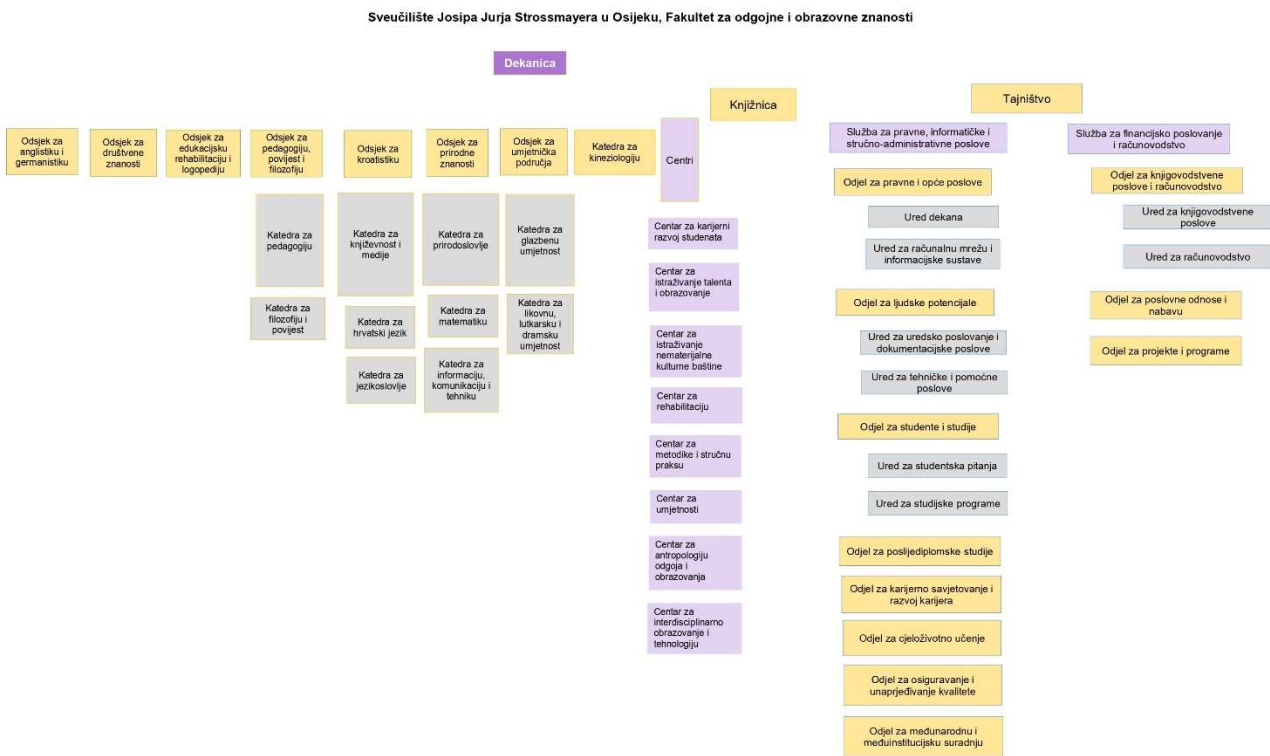 Sveučilište Josipa Jurja Strossmayera u Osijeku, Fakultet za odgojne i obrazovne znanosti
Dekanica
Knjižnica
Tajništvo
Odsjek za
anglistiku i
germanistiku
Odsjek za
društvene
znanosti
Odsjek za
edukacijsku
rehabilitaciju i
logopediju
Odsjek za
pedagogiju,
povijest i
filozofiju
Odsjek za
kroatistiku
Odsjek za
prirodne
znanosti
Odsjek za
umjetnička
područja
Katedra za
kineziologiju
Centri
Katedra za
pedagogiju
Katedra za
filozofiju i
povijest
Katedra za
književnost i
medije
Katedra za
hrvatski jezik
Katedra za
jezikoslovlje
Katedra za
prirodoslovlje
Katedra za
matematiku
Katedra za
informaciju,
komunikaciju i
tehniku
Katedra za
glazbenu
umjetnost
Katedra za
likovnu,
lutkarsku i
dramsku
umjetnost
Centar za karijerni
razvoj studenata
Centar za
istraživanje talenta
i obrazovanje
Centar za
istraživanje
nematerijalne
kulturne baštine
Centar za
rehabilitaciju
Centar za
metodike i stručnu
praksu
Centar za
umjetnosti
Centar za
antropologiju
odgoja i
obrazovanja
Centar za
interdisciplinarno
obrazovanje i
tehnologiju
Služba za pravne, informatičke i
stručno-administrativne poslove
Odjel za pravne i opće poslove
Ured dekana
Ured za računalnu mrežu i
informacijske sustave
Odjel za ljudske potencijale
Ured za uredsko poslovanje i
dokumentacijske poslove
Ured za tehničke i pomoćne
poslove
Odjel za studente i studije
Ured za studentska pitanja
Ured za studijske programe
Odjel za poslijediplomske studije
Odjel za karijerno savjetovanje i
razvoj karijera
Odjel za cjeloživotno učenje
Odjel za osiguravanje i
unaprjeđivanje kvalitete
Odjel za međunarodnu i
međuinstitucijsku suradnju
Služba za financijsko poslovanje
i računovodstvo
Odjel za knjigovodstvene
poslove i računovodstvo
Ured za knjigovodstvene
poslove
Ured za računovodstvo
Odjel za poslovne odnose i
nabavu
Odjel za projekte i programe